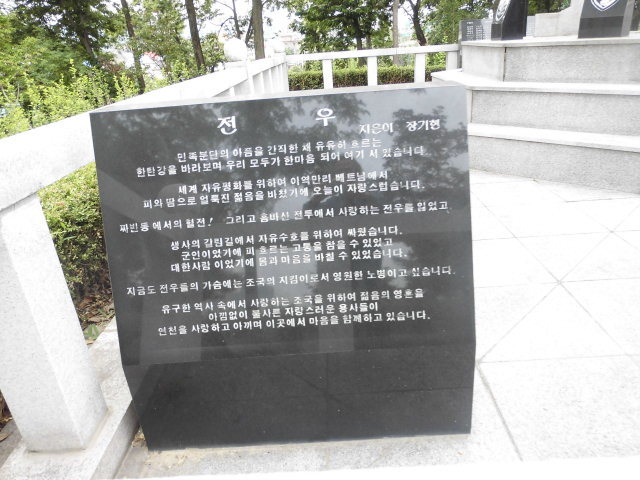 전 우
지은이 장기현
민족분단의 아픔을 간직한 채 유유히 흐르는
한탄강을 바라보며 우리 모두가 한마음 되어 여기 서 있습니다.
세계 자유평화를 위하여 이역만리 베트남에서
피와 땀으로 얼룩진 젊음을 바쳤기에 오늘이 자랑스럽습니다.
짜빈동 에서의 혈전! 그리고 홈바산 전투에서 사랑하는 전우를 잃었고
생사의 갈림길에서 자유수호를 위하여 싸웠습니다.
군인이었기에 피 흐르는 고통을 참을 수 있었고
대한사람 이었기에 몸과 마음을 바칠 수 있었습니다.
지금도 전우들의 가슴에는 조국의 지킴이로서 영원한 노병이고 싶습니다.
유구한 역사 속에서 사랑하는 조국을 위하여 젊음의 영혼을
아낌없이 불사른 자랑스러운 용사들이
연천을 사랑하고 아끼며 이곳에서 마음을 함께하고 있습니다.